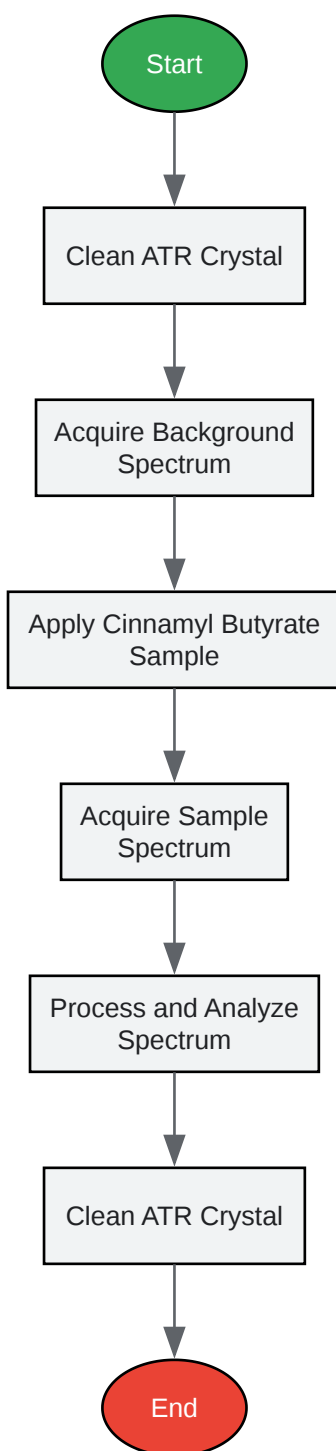 Start
Clean ATR Crystal
Acquire Background
Spectrum
Apply Cinnamyl Butyrate
Sample
Acquire Sample
Spectrum
Process and Analyze
Spectrum
Clean ATR Crystal
End